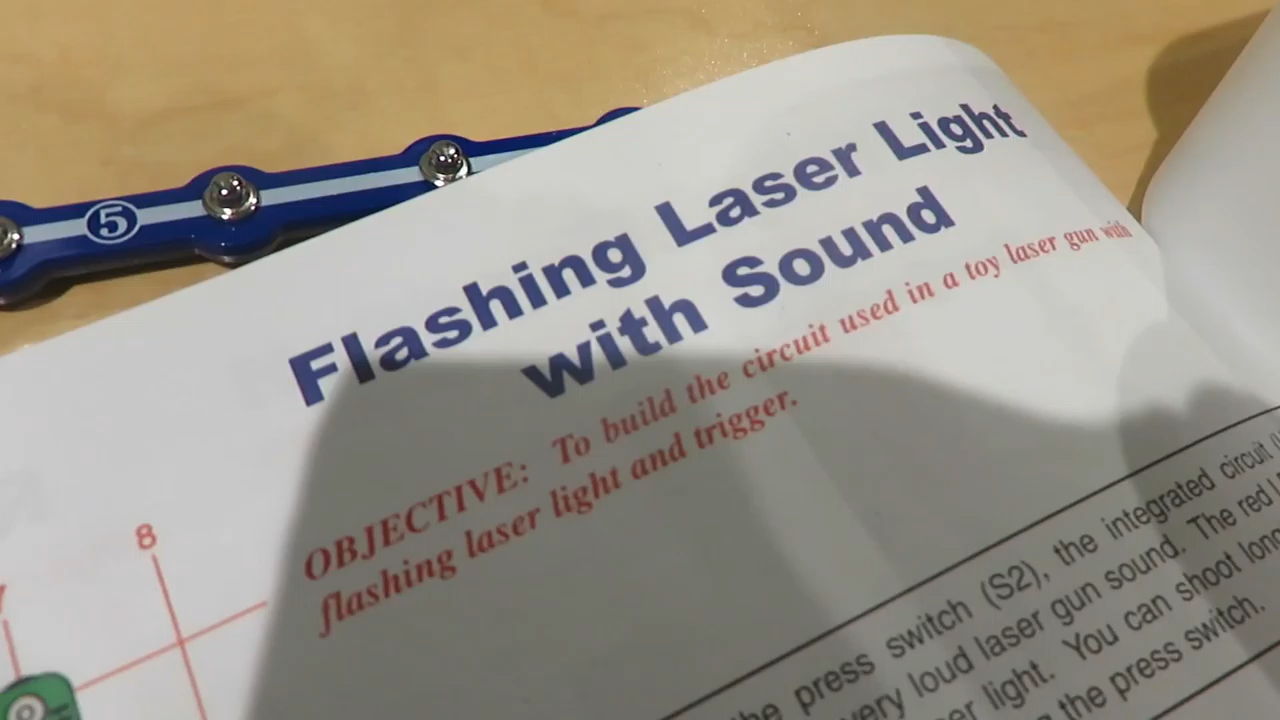 5
Flashing Laser Light
with Sound
OBJECTIVE: To build the circuit used in a toy laser gun with
flashing laser light and trigger.
8
press switch (S2), the integrated circuit
very loud laser gun sound. The red
light. You can shoot long
the press switch.